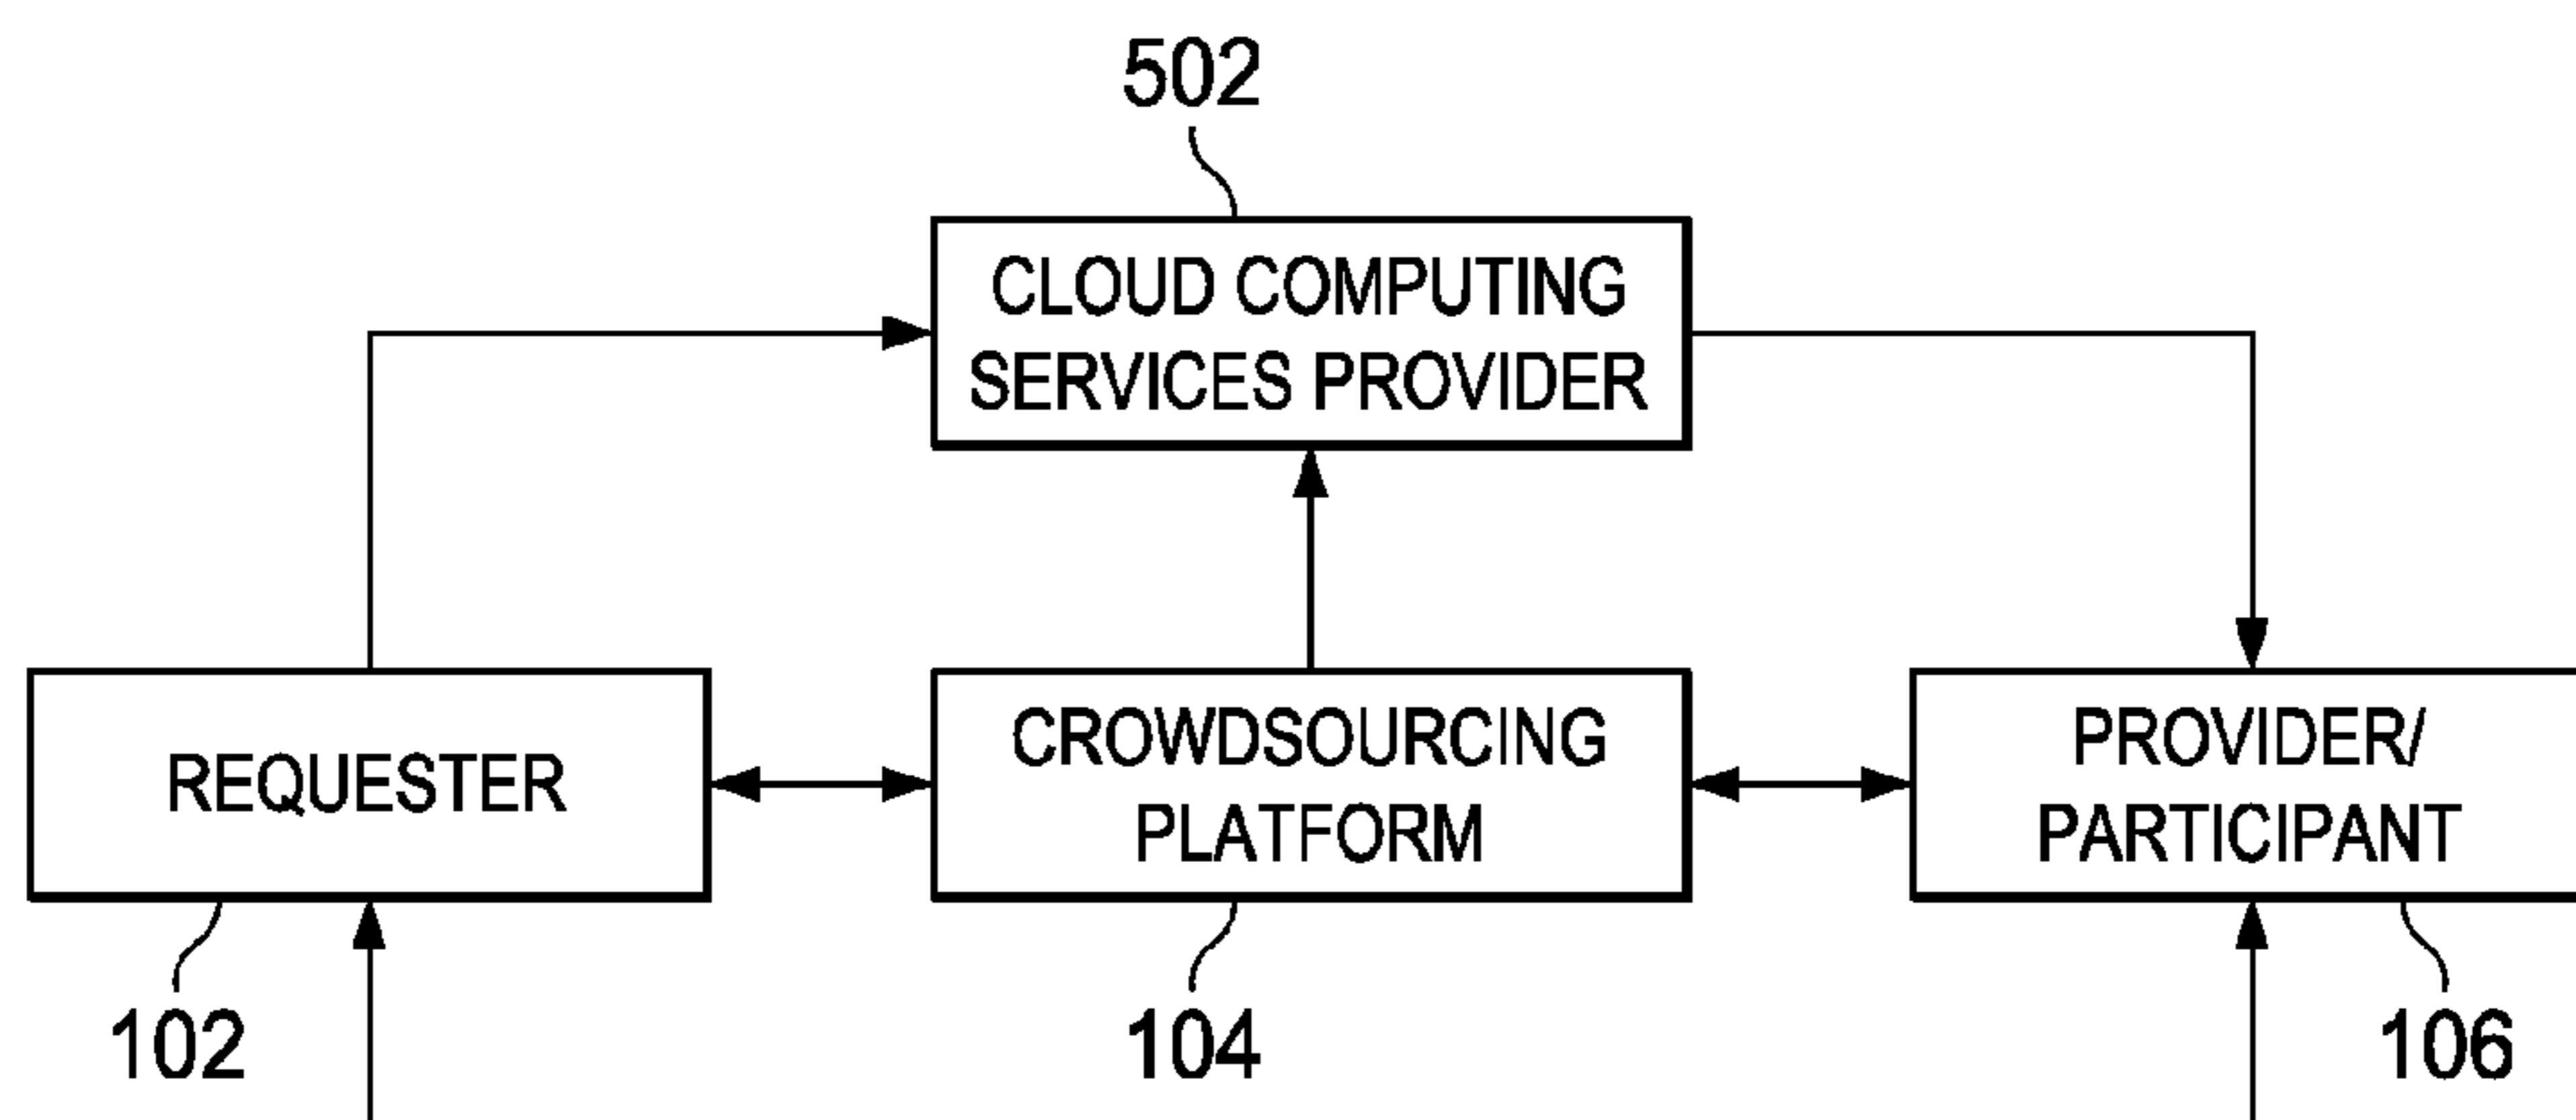 502
CLOUD COMPUTING
SERVICES PROVIDER
REQUESTER
CROWDSOURCING
PLATFORM
PROVIDER/
PARTICIPANT
102
104
106